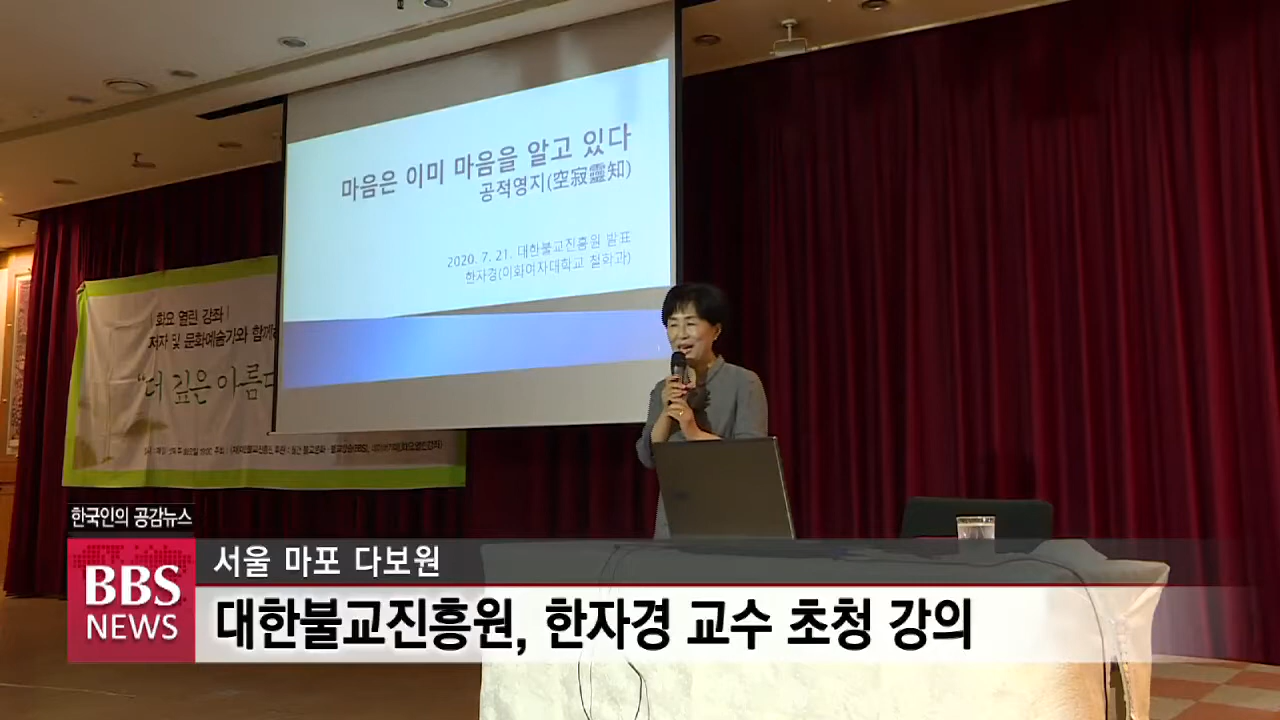 마음은 이미 마음을 알고 있다
공적영지(空寂靈知)
2020. 7. 21. 대한불교진흥원 발표
한자경(이화여자대학교 철학과)
| 화요 열린 강좌 |
저자 및 문화예술가와 함께
"더 깊은 아름다
한국인의 공감뉴스
BBS
NEWS
서울 마포 다보원
대한불교진흥원, 한자경 교수 초청 강의